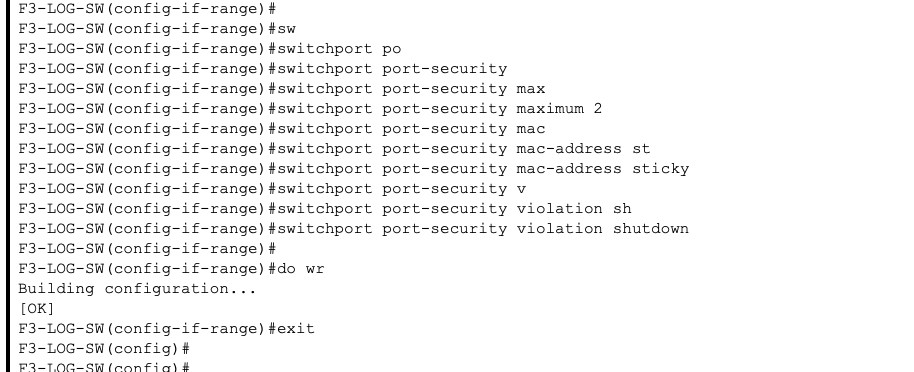 F3-LOG-SW(config-if-range)#
F3-LOG-SW(config-if-range)#sw
F3-LOG-SW(config-if-range)#switchport po
F3-LOG-SW(config-if-range)#switchport port-security
F3-LOG-SW(config-if-range)#switchport port-security max
F3-LOG-SW(config-if-range)#switchport port-security maximum 2
F3-LOG-SW(config-if-range)#switchport port-security mac
F3-LOG-SW(config-if-range)#switchport port-security mac-address st
F3-LOG-SW(config-if-range)#switchport port-security mac-address sticky
F3-LOG-SW(config-if-range)#switchport port-security v
F3-LOG-SW(config-if-range)#switchport port-security violation sh
F3-LOG-SW(config-if-range)#switchport port-security violation shutdown
F3-LOG-SW(config-if-range)#
F3-LOG-SW(config-if-range)#do wr
Building configuration...
[OK]
F3-LOG-SW(config-if-range)#exit
F3-LOG-SW(config)#
F3-LOG-SW(config)#